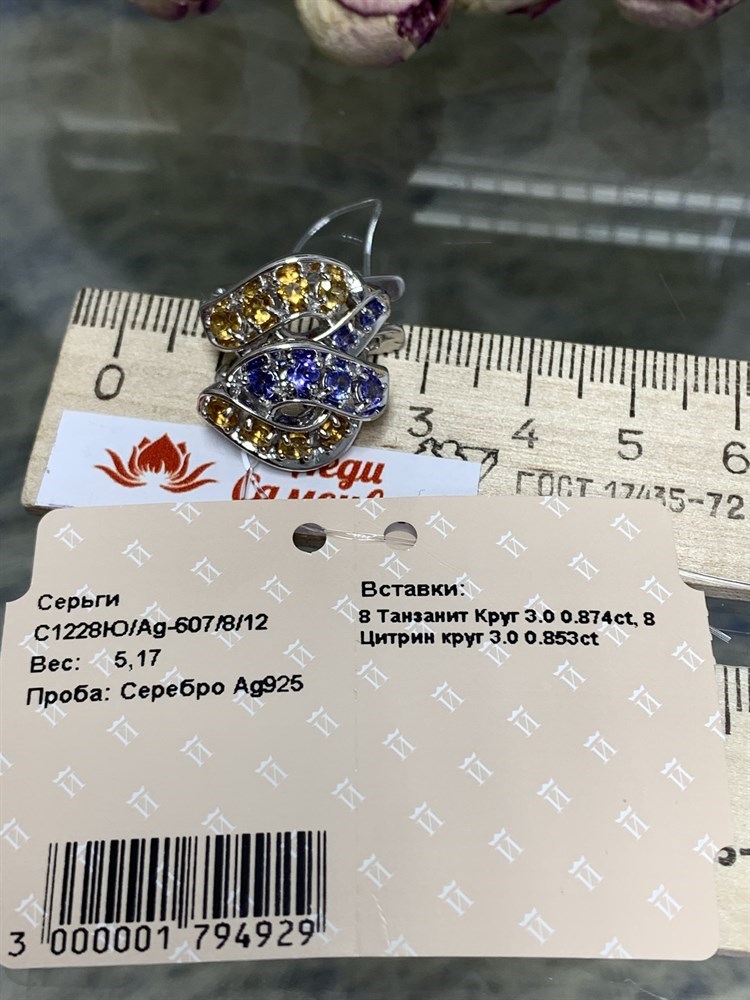 0 3 4 5 6
ГОСТ 17435-72
Леди
Серьги
С1228Ю/Ag-607/8/12
Вес: 5,17
Проба: Серебро Ag925
Вставки:
8 Танзанит Круг 3.0 0.874ct, 8
Цитрин круг 3.0 0.853ct
3 000001 794929